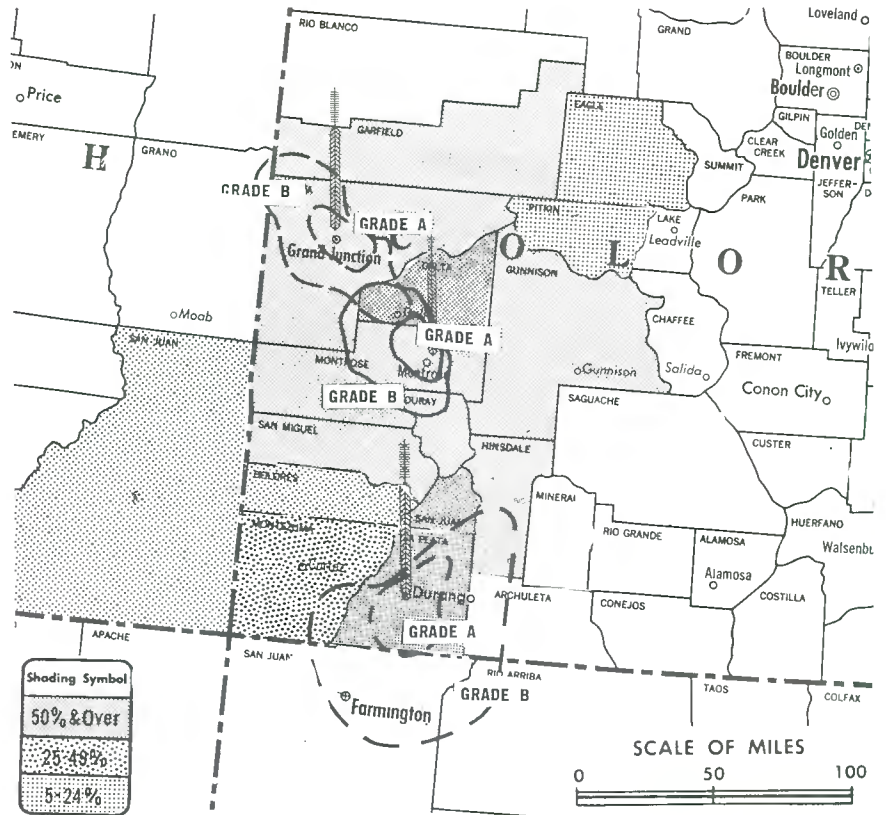 Loveland
RIO BLANCO
GRAND
BOULDER
Longmont
Boulder
Price
EAGLE
GILPIN
Golden
EMERY
GARFIELD
CLEAR
CREEK
Denver
H
GRAND
SUMMIT
JEFFER-
SON
GRADE B
PARK
PITKIN
LAKE
GRADE A
Leadville
Grand Junction
C
O
L
O
R
DELTA
GUNNISON
TELLER
Moab
CHAFFEE
GRADE A
SAN JUAN
Ivywild
MONTROSE
Gunnison
Salida
FREMONT
GRADE B
OURAY
Conon City
SAGUACHE
SAN MIGUEL
CUSTER
HINSDALE
DOLORES
MINERAL
SAN JUAN
HUERFANO
MONTEZUMA
LA PLATA
RIO GRANDE
ALAMOSA
Walsenbu
Cortez
Alamosa
Durango
ARCHULETA
CONEJOS
COSTILLA
GRADE A
APACHE
SAN JUAN
RIO ARRIBA
TAOS
COLFAX
GRADE B
Shading Symbol
Farmington
50% & Over
25-49%
5-24%
SCALE OF MILES
0 50 100